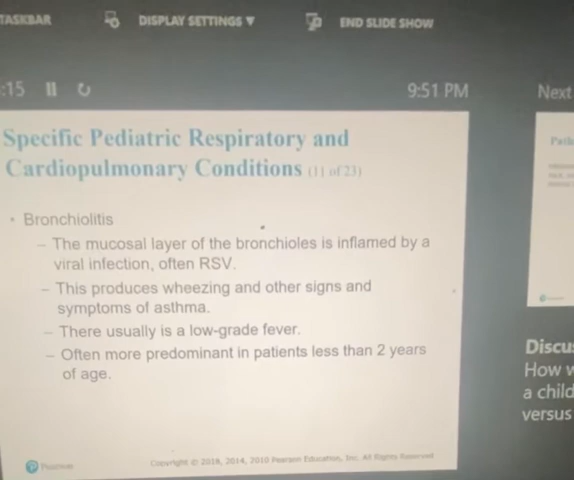 TASKBAR DISPLAY SETTINGS ▼ END SLIDE SHOW
:15 9:51 PM Next
Specific Pediatric Respiratory and
Cardiopulmonary Conditions (11 of 23)
• Bronchiolitis
– The mucosal layer of the bronchioles is inflamed by a
viral infection, often RSV.
– This produces wheezing and other signs and
symptoms of asthma.
– There usually is a low-grade fever.
– Often more predominant in patients less than 2 years
of age.
Pearson
Copyright © 2018, 2014, 2010 Pearson Education, Inc. All Rights Reserved
Path
Discu
How w
a child
versus